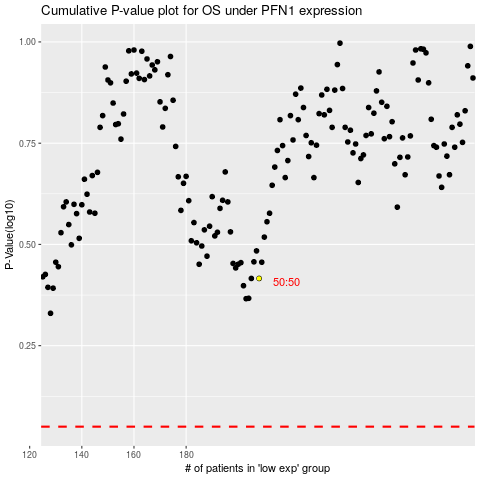 Cumulative P-value plot for OS under PFN1 expression
P-Value(log10)
1.00
0.75
0.50
0.25
50:50
120 140 160 180
# of patients in 'low exp' group